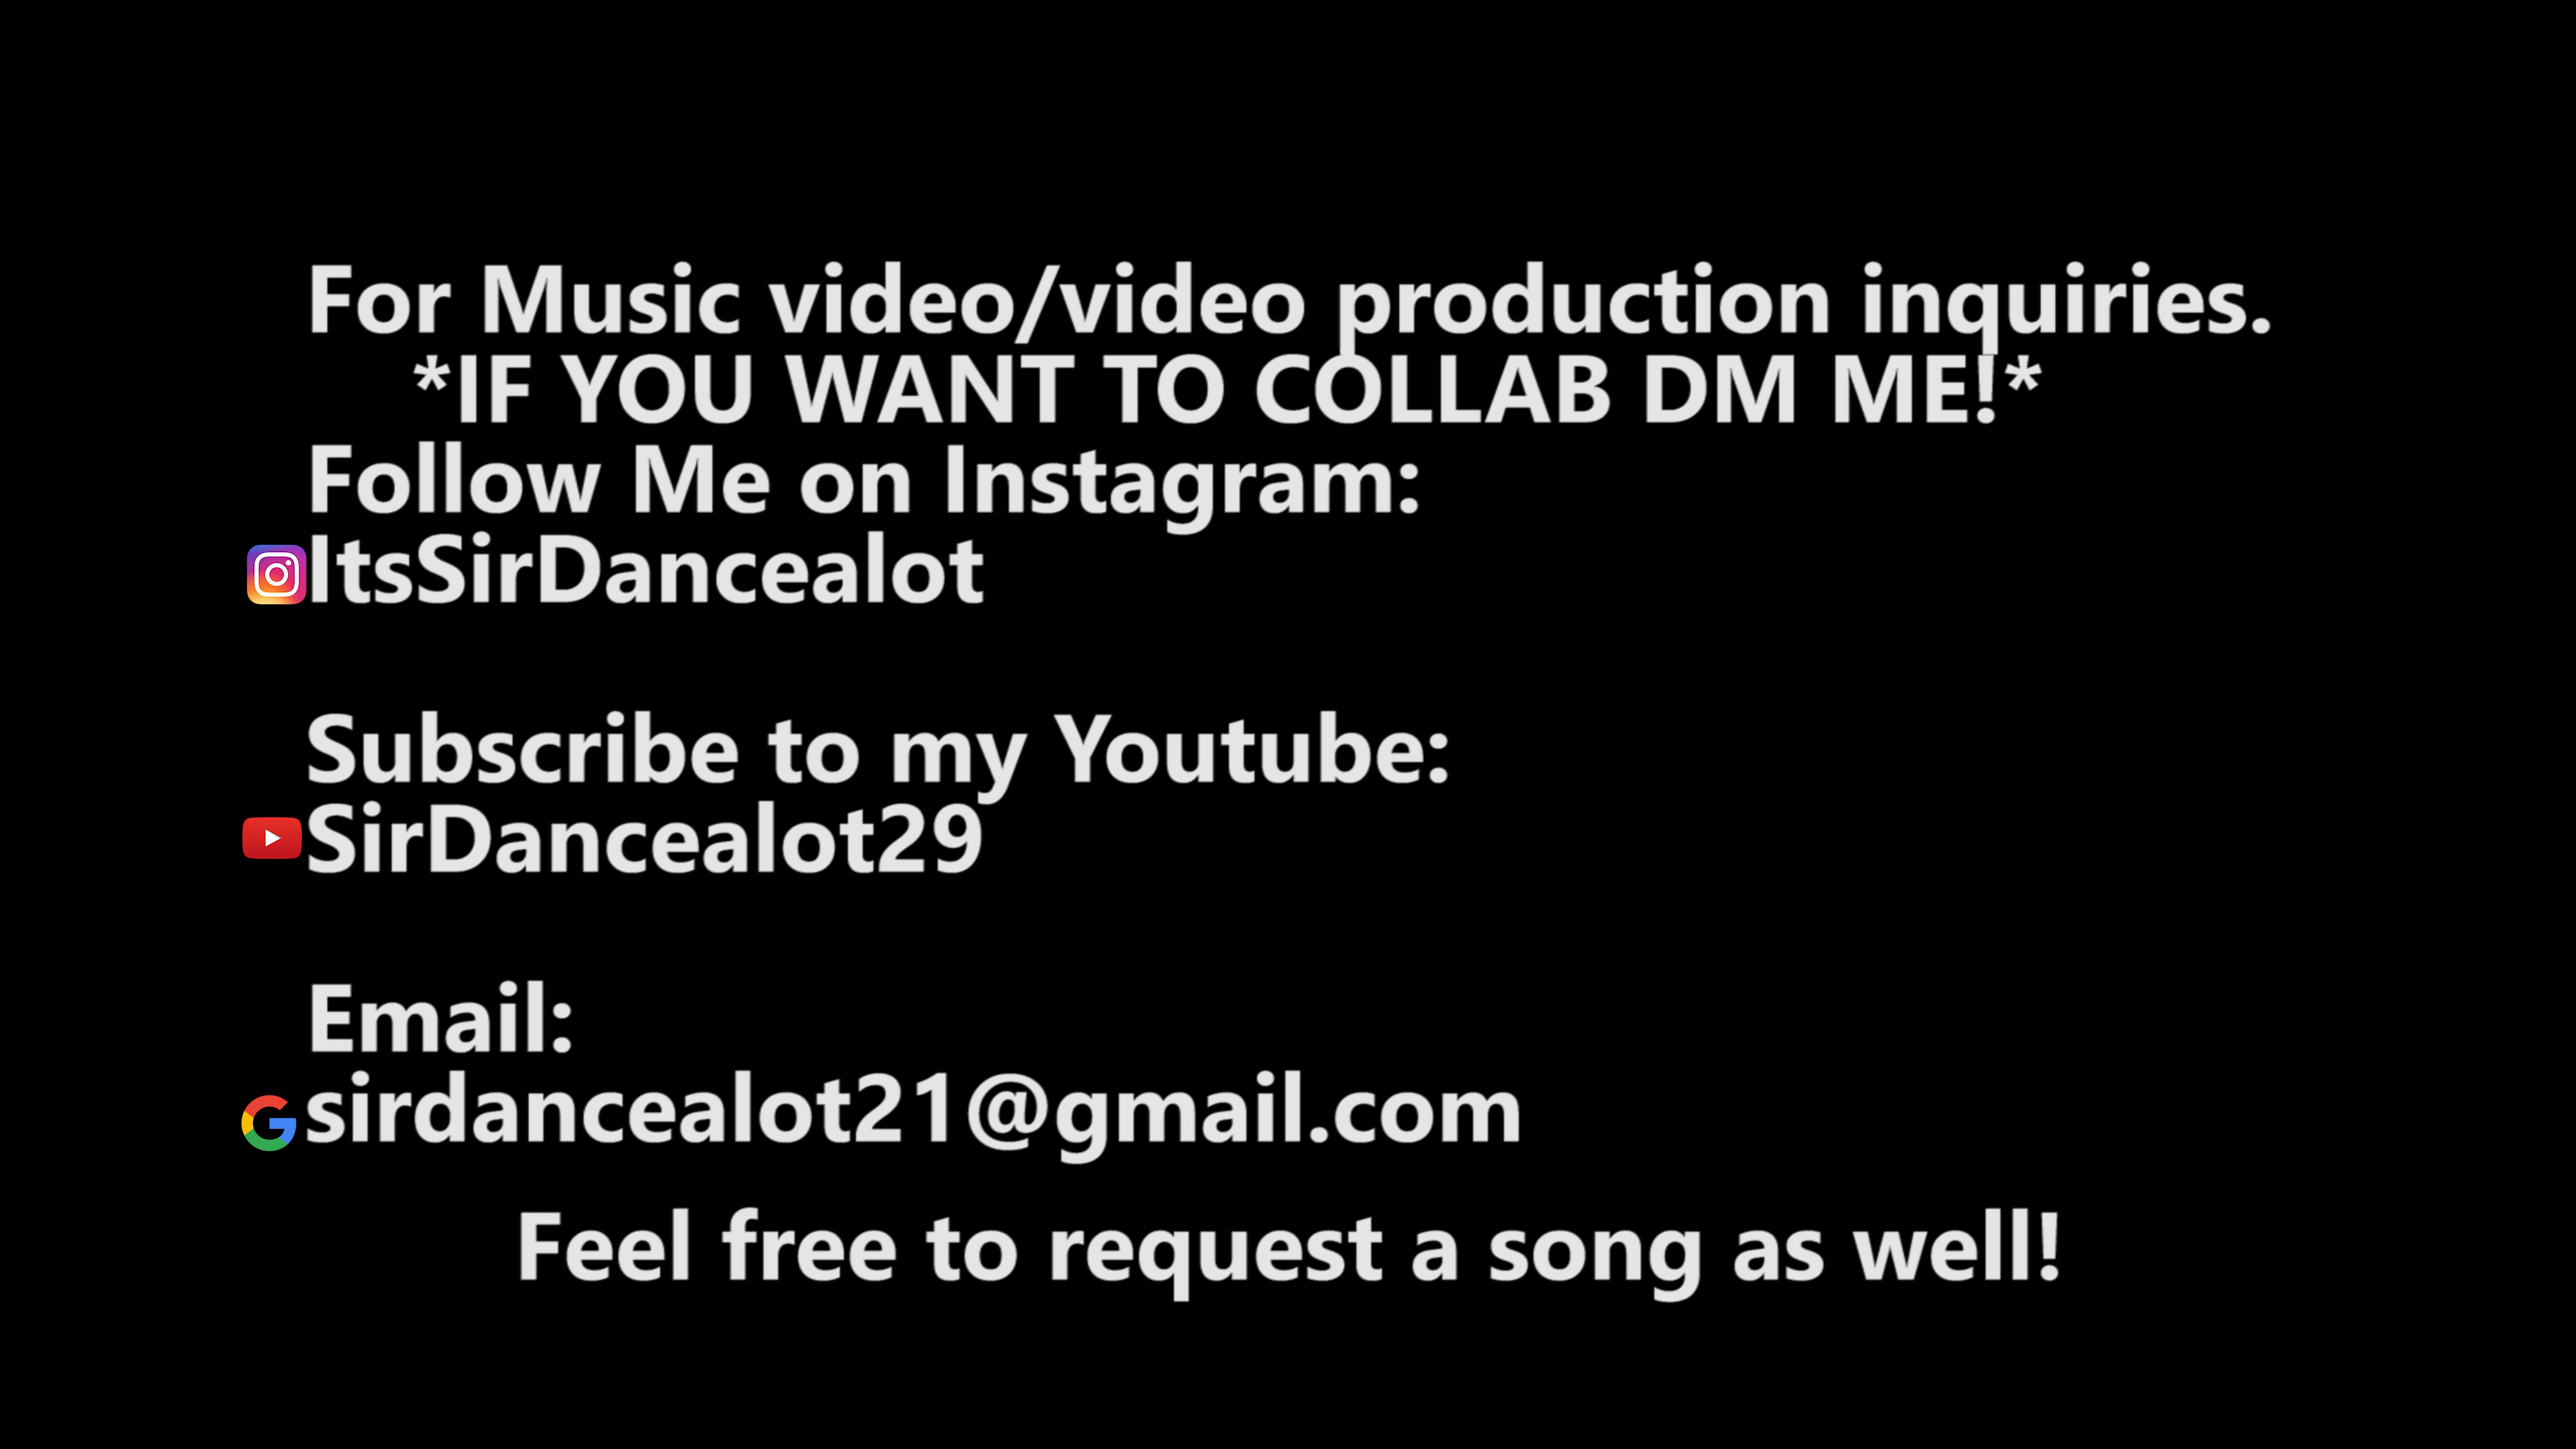 For Music video/video production inquiries.
*IF YOU WANT TO COLLAB DM ME!*
Follow Me on Instagram:
ItsSirDancealot
Subscribe to my Youtube:
SirDancealot29
Email:
sirdancealot21@gmail.com
Feel free to request a song as well!